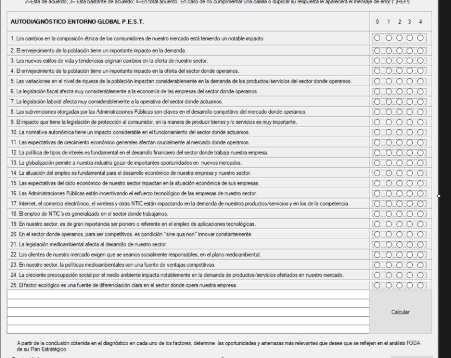 2=Está de acuerdo; 3= Está bastante de acuerdo; 4=En total acuerdo. En caso de no cumplimentar una casilla o duplicar su respuesta le aparecerá el mensaje de error (¡REF!)
AUTODIAGNÓSTICO ENTORNO GLOBAL P.E.S.T. 0 1 2 3 4
1. Los cambios en la composición étnica de los consumidores de nuestro mercado está teniendo un notable impacto.
2. El envejecimiento de la población tiene un importante impacto en la demanda.
3. Los nuevos estilos de vida y tendencias originan cambios en la oferta de nuestro sector.
4. El envejecimiento de la población tiene un importante impacto en la oferta del sector donde operamos.
5. Las variaciones en el nivel de riqueza de la población impactan considerablemente en la demanda de los productos/servicios del sector donde operamos.
6. La legislación fiscal afecta muy considerablemente a la economía de las empresas del sector donde operamos.
7. La legislación laboral afecta muy considerablemente a la operativa del sector donde actuamos.
8. Las subvenciones otorgadas por las Administraciones Públicas son claves en el desarrollo competitivo del mercado donde operamos.
9. El impacto que tiene la legislación de protección al consumidor, en la manera de producir bienes y/o servicios es muy importante.
10. La normativa autonómica tiene un impacto considerable en el funcionamiento del sector donde actuamos.
11. Las expectativas de crecimiento económico generales afectan crucialmente al mercado donde operamos.
12. La política de tipos de interés es fundamental en el desarrollo financiero del sector donde trabaja nuestra empresa.
13. La globalización permite a nuestra industria gozar de importantes oportunidades en nuevos mercados.
14. La situación del empleo es fundamental para el desarrollo económico de nuestra empresa y nuestro sector.
15. Las expectativas del ciclo económico de nuestro sector impactan en la situación económica de sus empresas.
16. Las Administraciones Públicas están incentivando el esfuerzo tecnológico de las empresas de nuestro sector.
17. Internet, el comercio electrónico, el wireless y otras NTIC están impactando en la demanda de nuestros productos/servicios y en los de la competencia.
18. El empleo de NTIC´s es generalizado en el sector donde trabajamos.
19. En nuestro sector, es de gran importancia ser pionero o referente en el empleo de aplicaciones tecnológicas.
20. En el sector donde operamos, para ser competitivos, es condición "sine qua non" innovar constantemente.
21. La legislación medioambiental afecta al desarrollo de nuestro sector.
22. Los clientes de nuestro mercado exigen que se seamos socialmente responsables, en el plano medioambiental.
23. En nuestro sector, la políticas medioambientales son una fuente de ventajas competitivas.
24. La creciente preocupación social por el medio ambiente impacta notablemente en la demanda de productos/servicios ofertados en nuestro mercado.
25. El factor ecológico es una fuente de diferenciación clara en el sector donde opera nuestra empresa.
Calcular
A partir de la conclusión obtenida en el diagnóstico en cada uno de los factores, determine las oportunidades y amenazas más relevantes que desee que se reflejen en el análisis FODA
de su Plan Estratégico